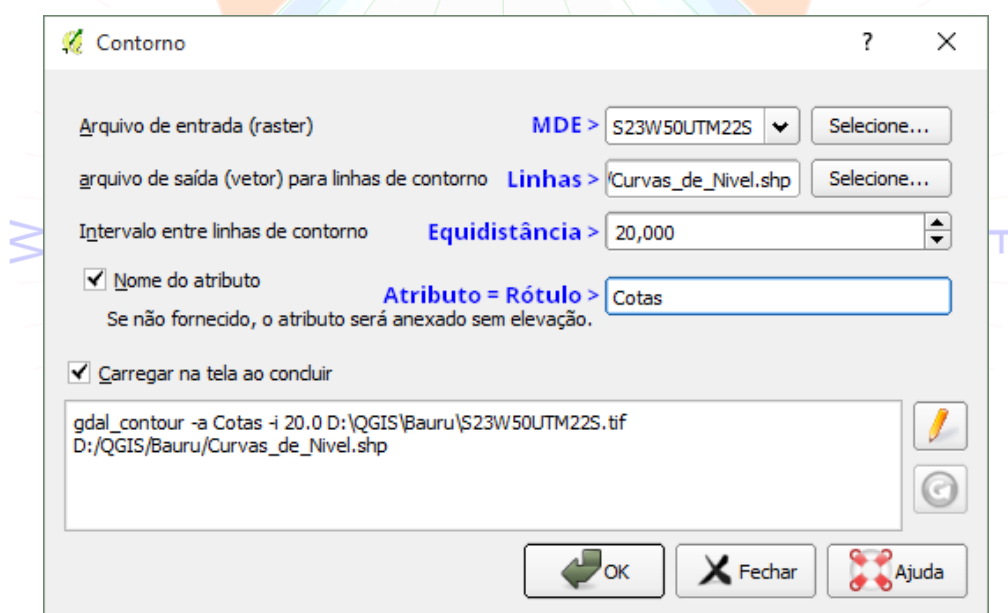 Contorno ?
Arquivo de entrada (raster) MDE > S23W50UTM22S Selecione...
arquivo de saída (vetor) para linhas de contorno Linhas > /Curvas_de_Nivel.shp Selecione...
Intervalo entre linhas de contorno Equidistância > 20,000
Nome do atributo Atributo = Rótulo > Cotas
Se não fornecido, o atributo será anexado sem elevação.
Carregar na tela ao concluir
gdal_contour -a Cotas -i 20.0 D:\QGIS\Bauru\S23W50UTM22S.tif
D:/QGIS/Bauru/Curvas_de_Nivel.shp
OK Fechar Ajuda